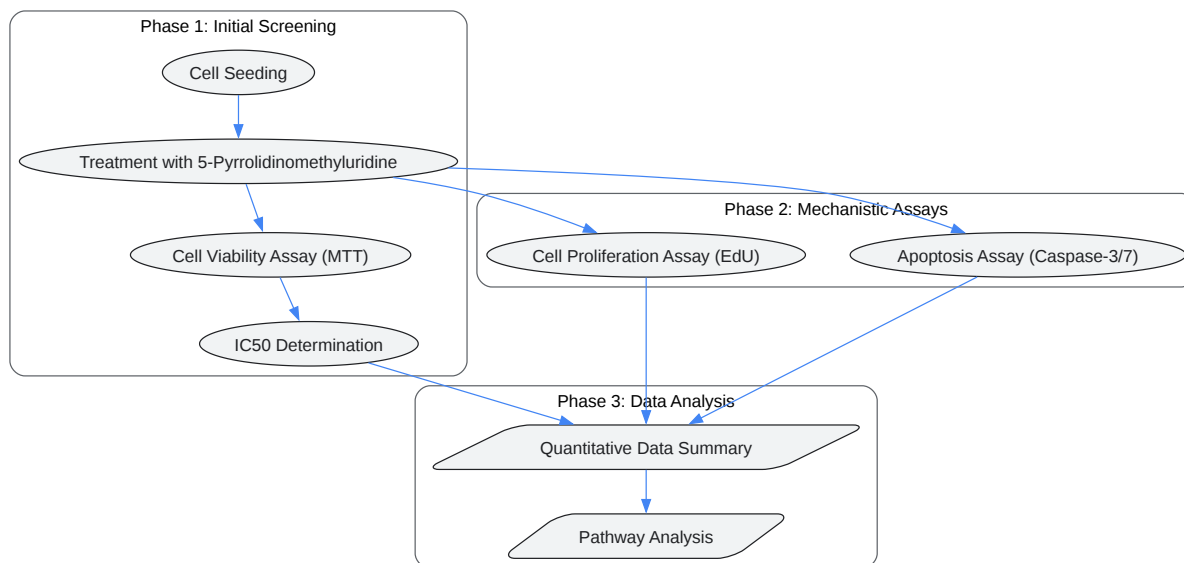 Phase 1: Initial Screening
Cell Seeding
Treatment with 5-Pyrrolidinomethyluridine
Cell Viability Assay (MTT)
IC50 Determination
Phase 2: Mechanistic Assays
Cell Proliferation Assay (EdU)
Apoptosis Assay (Caspase-3/7)
Phase 3: Data Analysis
Quantitative Data Summary
Pathway Analysis